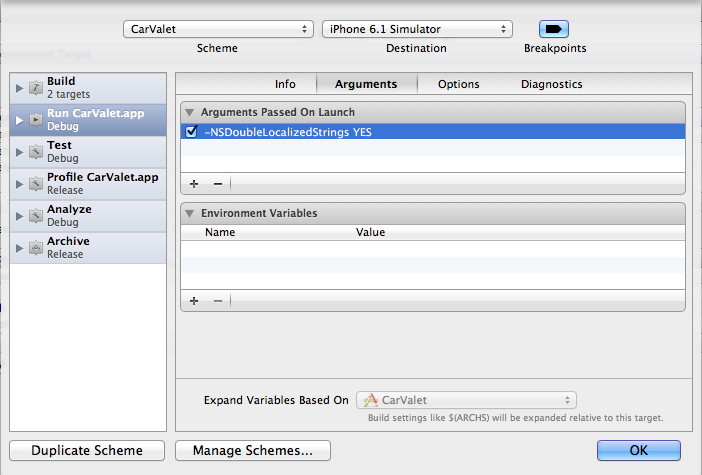 CarValet
iPhone 6.1 Simulator
Scheme
Destination
Breakpoints
Build
2 targets
Run CarValet.app
Debug
Test
Debug
Profile CarValet.app
Release
Analyze
Debug
Archive
Release
Info
Arguments
Options
Diagnostics
Arguments Passed On Launch
-NSDoubleLocalizedStrings YES
Environment Variables
Name
Value
Expand Variables Based On
CarValet
Build settings like $(ARCHS) will be expanded relative to this target.
Duplicate Scheme
Manage Schemes...
OK